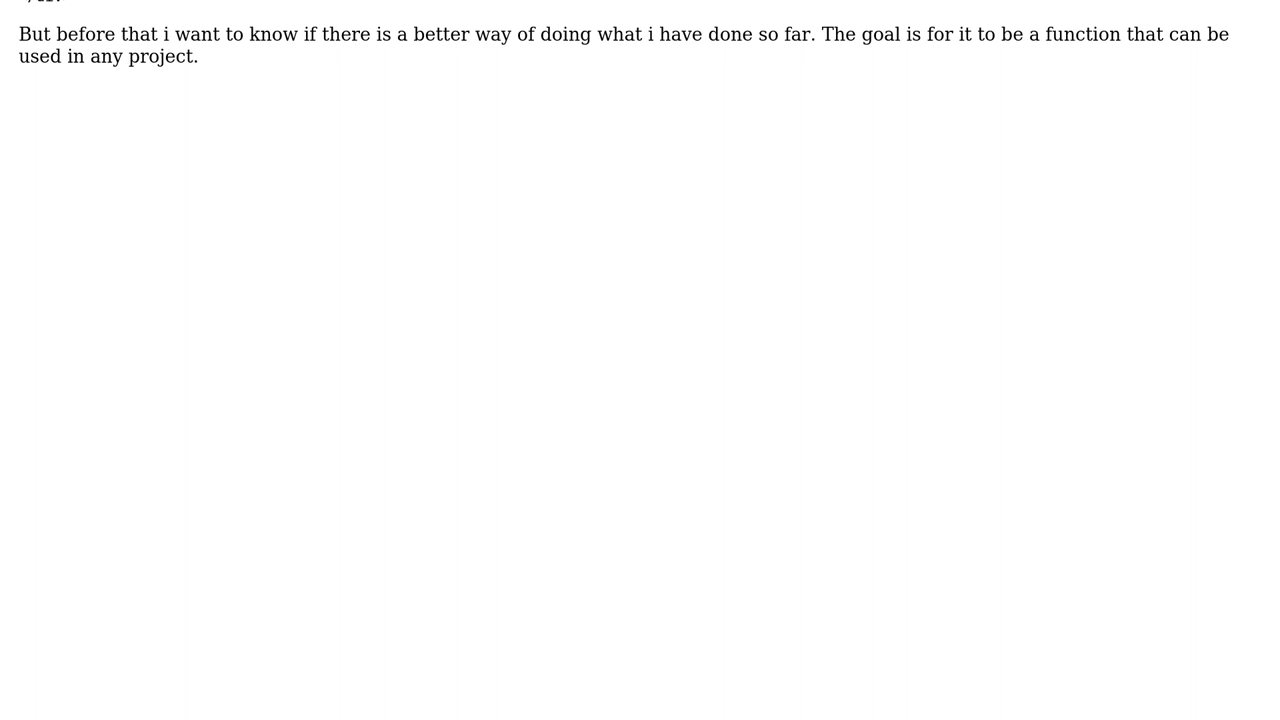 But before that i want to know if there is a better way of doing what i have done so far. The goal is for it to be a function that can be
used in any project.